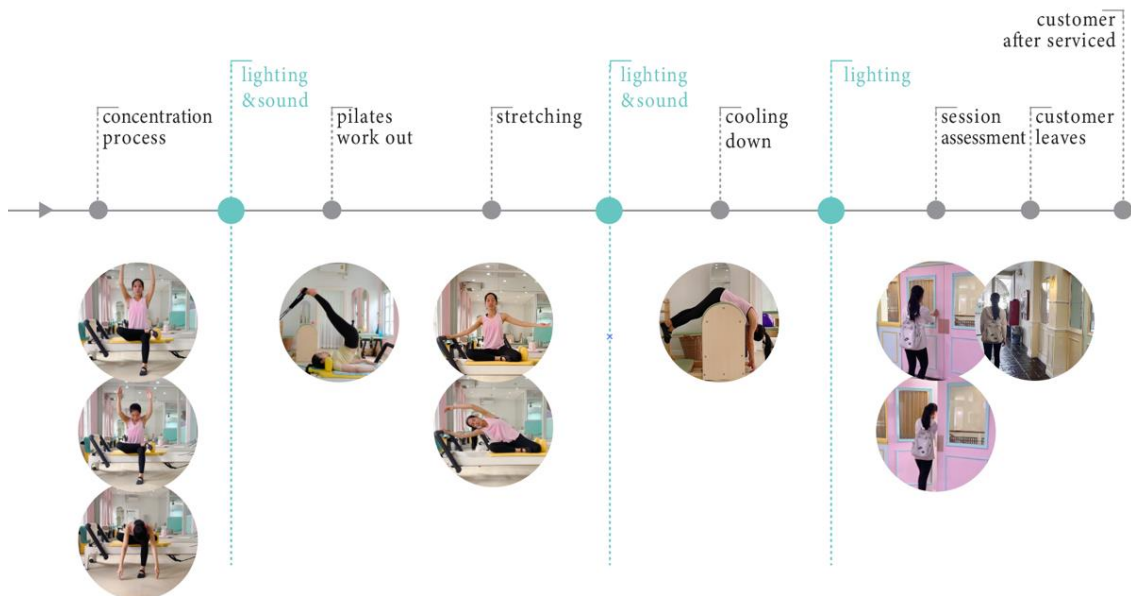 concentration
process
lighting
&sound
pilates
work out
stretching
lighting
&sound
cooling
down
lighting
session
assessment
customer
leaves
customer
after serviced